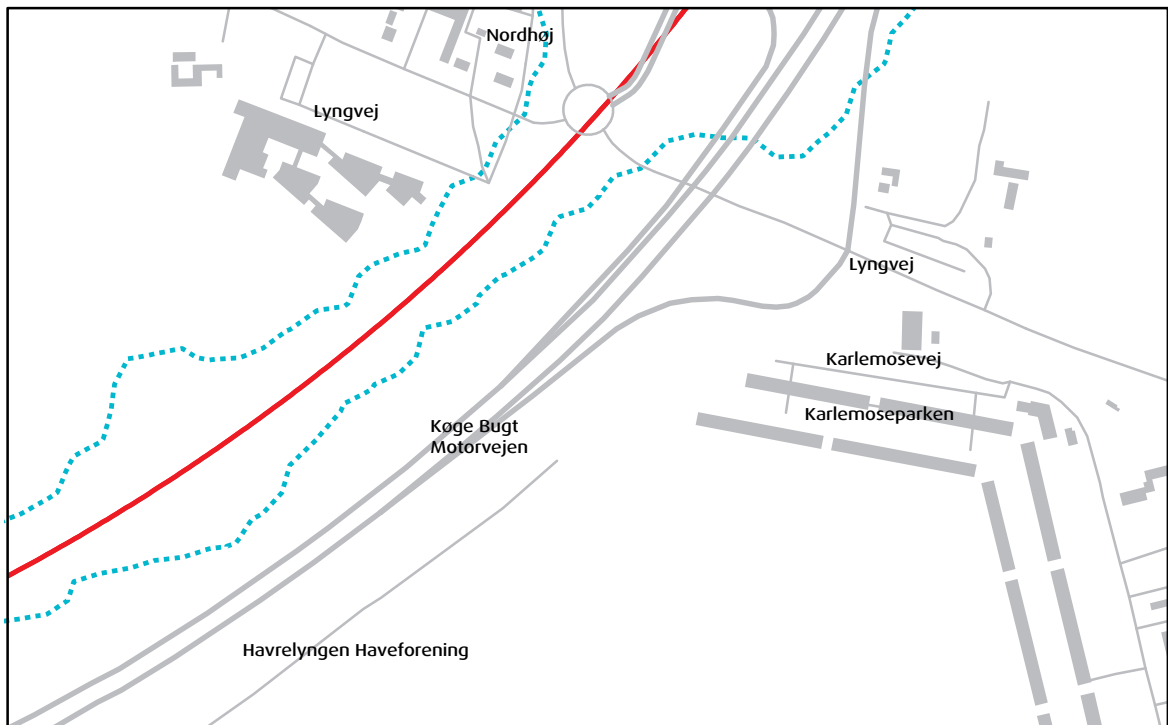 Nordhøj
Lyngvej
Lyngvej
Karlemosevej
Karlemoseparken
Køge Bugt
Motorvejen
Havrelyngen Haveforening